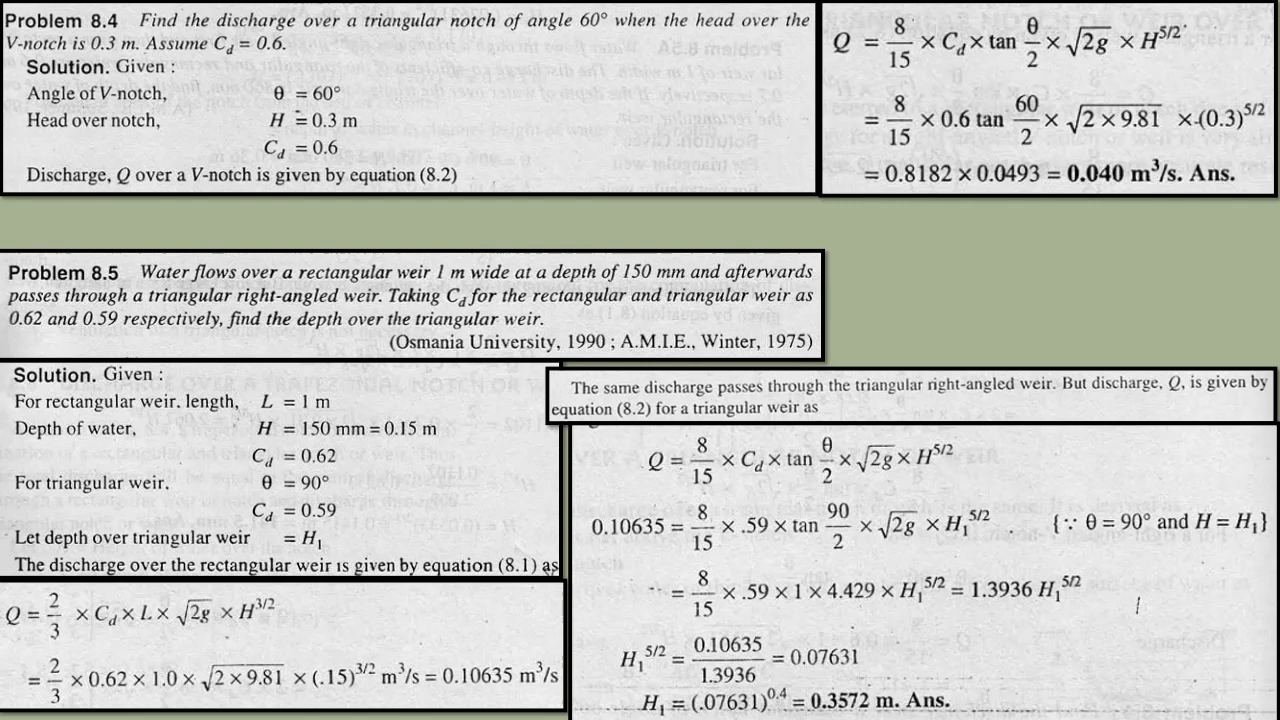 Problem 8.4 Find the discharge over a triangular notch of angle 60° when the head over the
V-notch is 0.3 m. Assume C_d = 0.6.
Solution. Given :
Angle of V-notch, θ = 60°
Head over notch, H = 0.3 m
C_d = 0.6
Discharge, Q over a V-notch is given by equation (8.2)
Q = 8/15 × C_d × tan θ/2 × √2g × H^5/2
= 8/15 × 0.6 tan 60/2 × √2 × 9.81 × (0.3)^5/2
= 0.8182 × 0.0493 = 0.040 m³/s. Ans.
Problem 8.5 Water flows over a rectangular weir 1 m wide at a depth of 150 mm and afterwards
passes through a triangular right-angled weir. Taking C_d for the rectangular and triangular weir as
0.62 and 0.59 respectively, find the depth over the triangular weir.
(Osmania University, 1990 ; A.M.I.E., Winter, 1975)
Solution. Given :
For rectangular weir. length, L = 1 m
Depth of water, H = 150 mm = 0.15 m
C_d = 0.62
For triangular weir, θ = 90°
C_d = 0.59
Let depth over triangular weir = H₁
The discharge over the rectangular weir is given by equation (8.1) as
Q = 2/3 × C_d × L × √2g × H^3/2
= 2/3 × 0.62 × 1.0 × √2 × 9.81 × (.15)^3/2 m³/s = 0.10635 m³/s
The same discharge passes through the triangular right-angled weir. But discharge, Q, is given by
equation (8.2) for a triangular weir as
Q = 8/15 × C_d × tan θ/2 × √2g × H^5/2
0.10635 = 8/15 × .59 × tan 90/2 × √2g × H₁^5/2 {∵ θ = 90° and H = H₁}
= 8/15 × .59 × 1 × 4.429 × H₁^5/2 = 1.3936 H₁^5/2
H₁^5/2 = 0.10635/1.3936 = 0.07631
H₁ = (.07631)^0.4 = 0.3572 m. Ans.